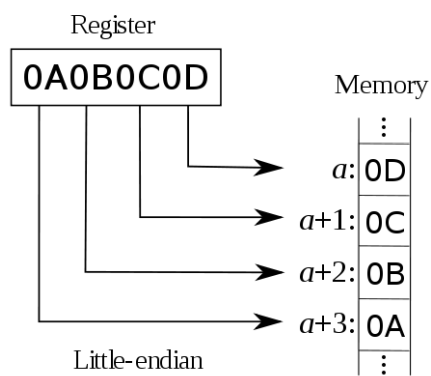 Register
0A0B0C0D
Memory
⋮
a: 0D
a+1: 0C
a+2: 0B
a+3: 0A
⋮
Little-endian